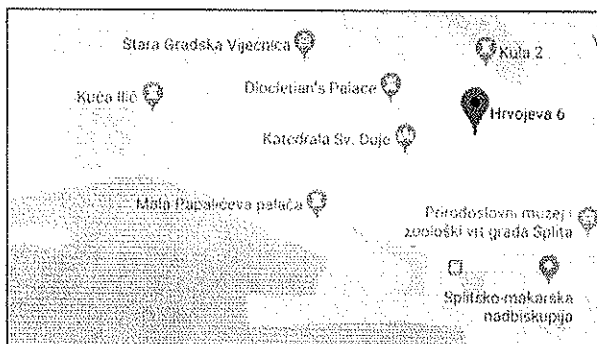 Stara Gradska Vijećnica
Kula 2
Kuća Ilić
Diocletian's Palace
Hrvojeva 6
Katedrala Sv. Duje
Mala Papalićeva palača
Prirodoslovni muzej i
zoološki vrt grada Splita
Splitsko-makarska
nadbiskupija